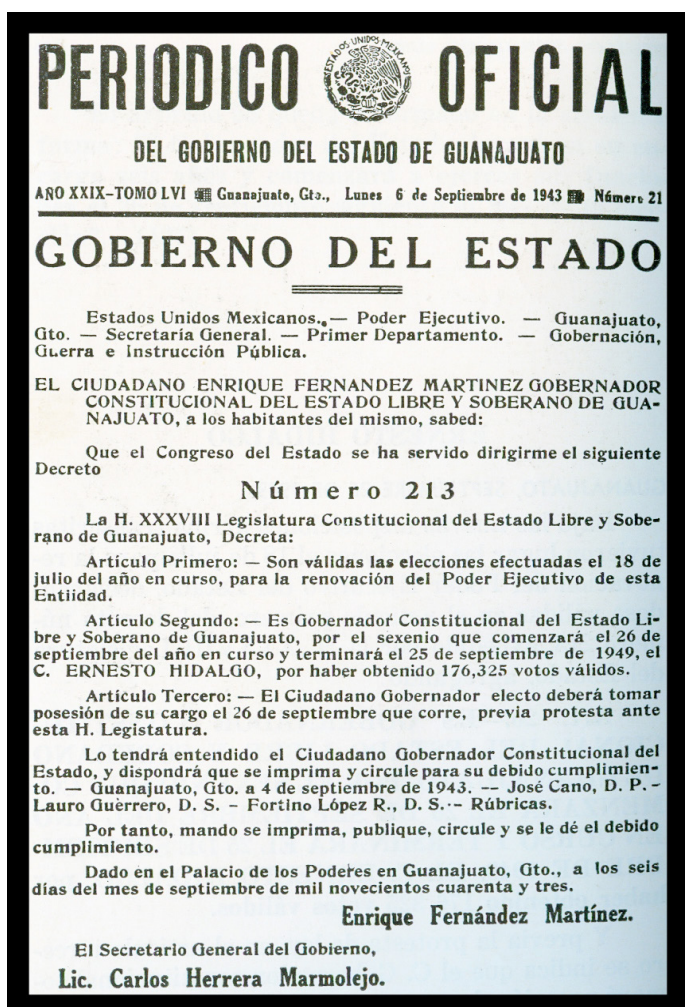 PERIODICO OFICIAL
ESTADOS UNIDOS MEXICANOS
DEL GOBIERNO DEL ESTADO DE GUANAJUATO
AÑO XXIX-TOMO LVI Guanajuato, Gto., Lunes 6 de Septiembre de 1943 Número 21
GOBIERNO DEL ESTADO
Estados Unidos Mexicanos. — Poder Ejecutivo. — Guanajuato,
Gto. — Secretaría General. — Primer Departamento. — Gobernación,
Guerra e Instrucción Pública.
EL CIUDADANO ENRIQUE FERNANDEZ MARTINEZ GOBERNADOR
CONSTITUCIONAL DEL ESTADO LIBRE Y SOBERANO DE GUA-
NAJUATO, a los habitantes del mismo, sabed:
Que el Congreso del Estado se ha servido dirigirme el siguiente
Decreto
Número 213
La H. XXXVIII Legislatura Constitucional del Estado Libre y Sobe-
rano de Guanajuato, Decreta:
Artículo Primero: — Son válidas las elecciones efectuadas el 18 de
julio del año en curso, para la renovación del Poder Ejecutivo de esta
Entiidad.
Artículo Segundo: — Es Gobernador Constitucional del Estado Li-
bre y Soberano de Guanajuato, por el sexenio que comenzará el 26 de
septiembre del año en curso y terminará el 25 de septiembre de 1949, el
C. ERNESTO HIDALGO, por haber obtenido 176,325 votos válidos.
Artículo Tercero: — El Ciudadano Gobernador electo deberá tomar
posesión de su cargo el 26 de septiembre que corre, previa protesta ante
esta H. Legistatura.
Lo tendrá entendido el Ciudadano Gobernador Constitucional del
Estado, y dispondrá que se imprima y circule para su debido cumplimien-
to. — Guanajuato, Gto. a 4 de septiembre de 1943. -- José Cano, D. P.-
Lauro Guerrero, D. S. - Fortino López R., D. S. - Rúbricas.
Por tanto, mando se imprima, publique, circule y se le dé el debido
cumplimiento.
Dado en el Palacio de los Poderes en Guanajuato, Gto., a los seis
días del mes de septiembre de mil novecientos cuarenta y tres.
Enrique Fernández Martínez.
El Secretario General del Gobierno,
Lic. Carlos Herrera Marmolejo.